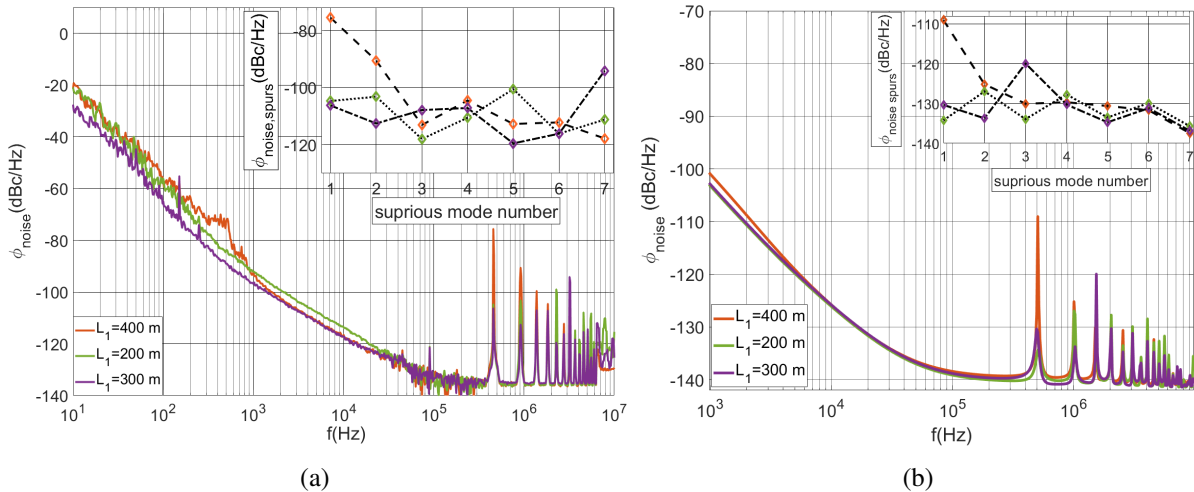 0
-20
-40
-60
-80
-100
-120
-140
ϕnoise(dBc/Hz)
10^1 10^2 10^3 10^4 10^5 10^6 10^7
f(Hz)
L1=400 m
L1=200 m
L1=300 m
ϕnoise,spurs(dBc/Hz)
-80
-100
-120
1 2 3 4 5 6 7
suprious mode number
(a)
-70
-80
-90
-100
-110
-120
-130
-140
ϕnoise(dBc/Hz)
10^3 10^4 10^5 10^6
f(Hz)
L1=400 m
L1=200 m
L1=300 m
ϕnoise spurs(dBc/Hz)
-110
-120
-130
-140
1 2 3 4 5 6 7
suprious mode number
(b)